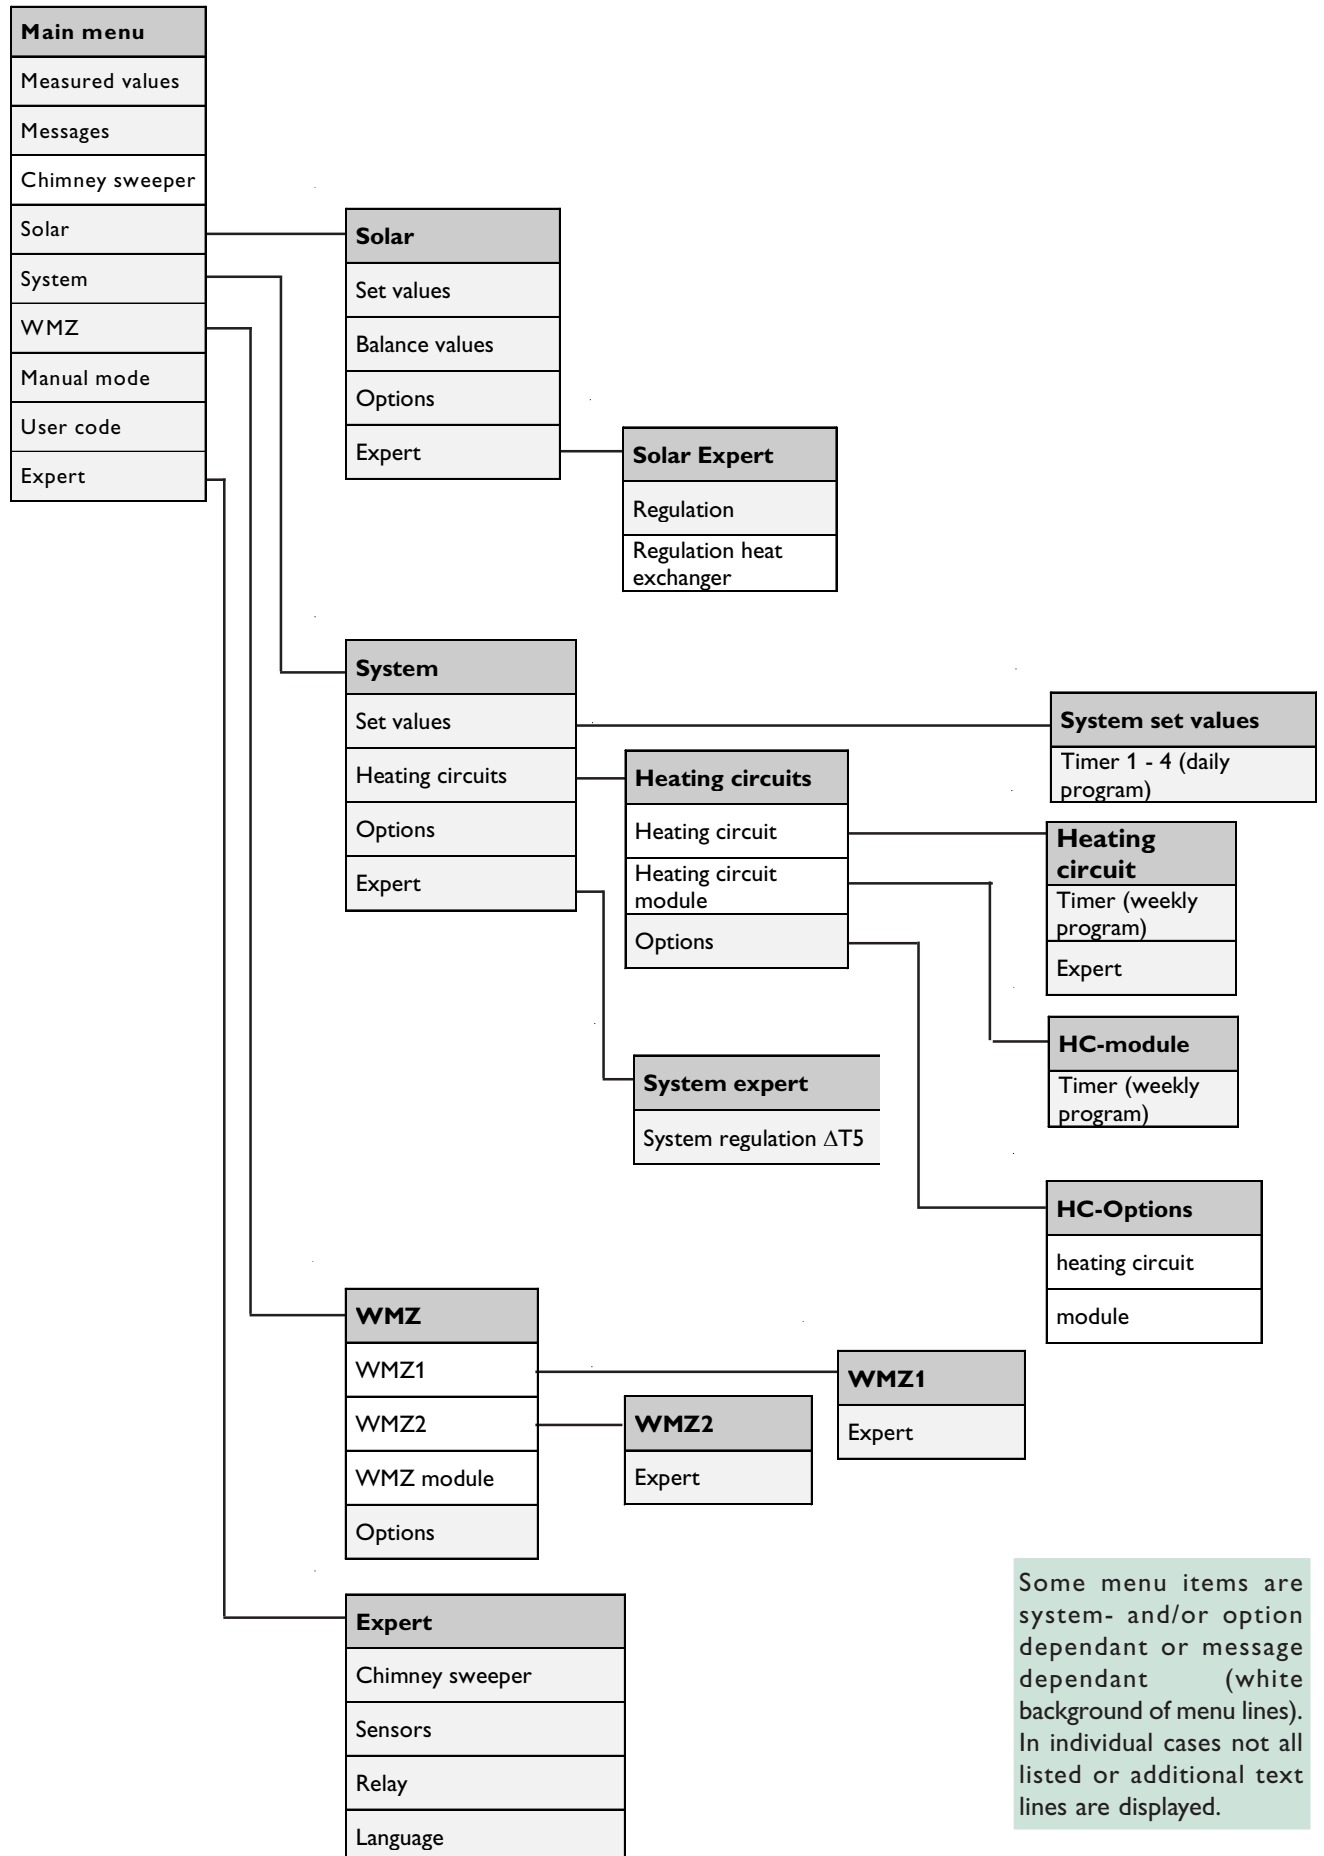 Main menu
Measured values
Messages
Chimney sweeper
Solar
System
WMZ
Manual mode
User code
Expert
Solar
Set values
Balance values
Options
Expert
Solar Expert
Regulation
Regulation heat
exchanger
System
Set values
Heating circuits
Options
Expert
System set values
Timer 1 - 4 (daily
program)
Heating circuits
Heating circuit
Heating circuit
module
Options
Heating
circuit
Timer (weekly
program)
Expert
HC-module
Timer (weekly
program)
System expert
System regulation ΔT5
HC-Options
heating circuit
module
WMZ
WMZ1
WMZ2
WMZ module
Options
WMZ1
Expert
WMZ2
Expert
Expert
Chimney sweeper
Sensors
Relay
Language
Some menu items are
system- and/or option
dependant or message
dependant (white
background of menu lines).
In individual cases not all
listed or additional text
lines are displayed.